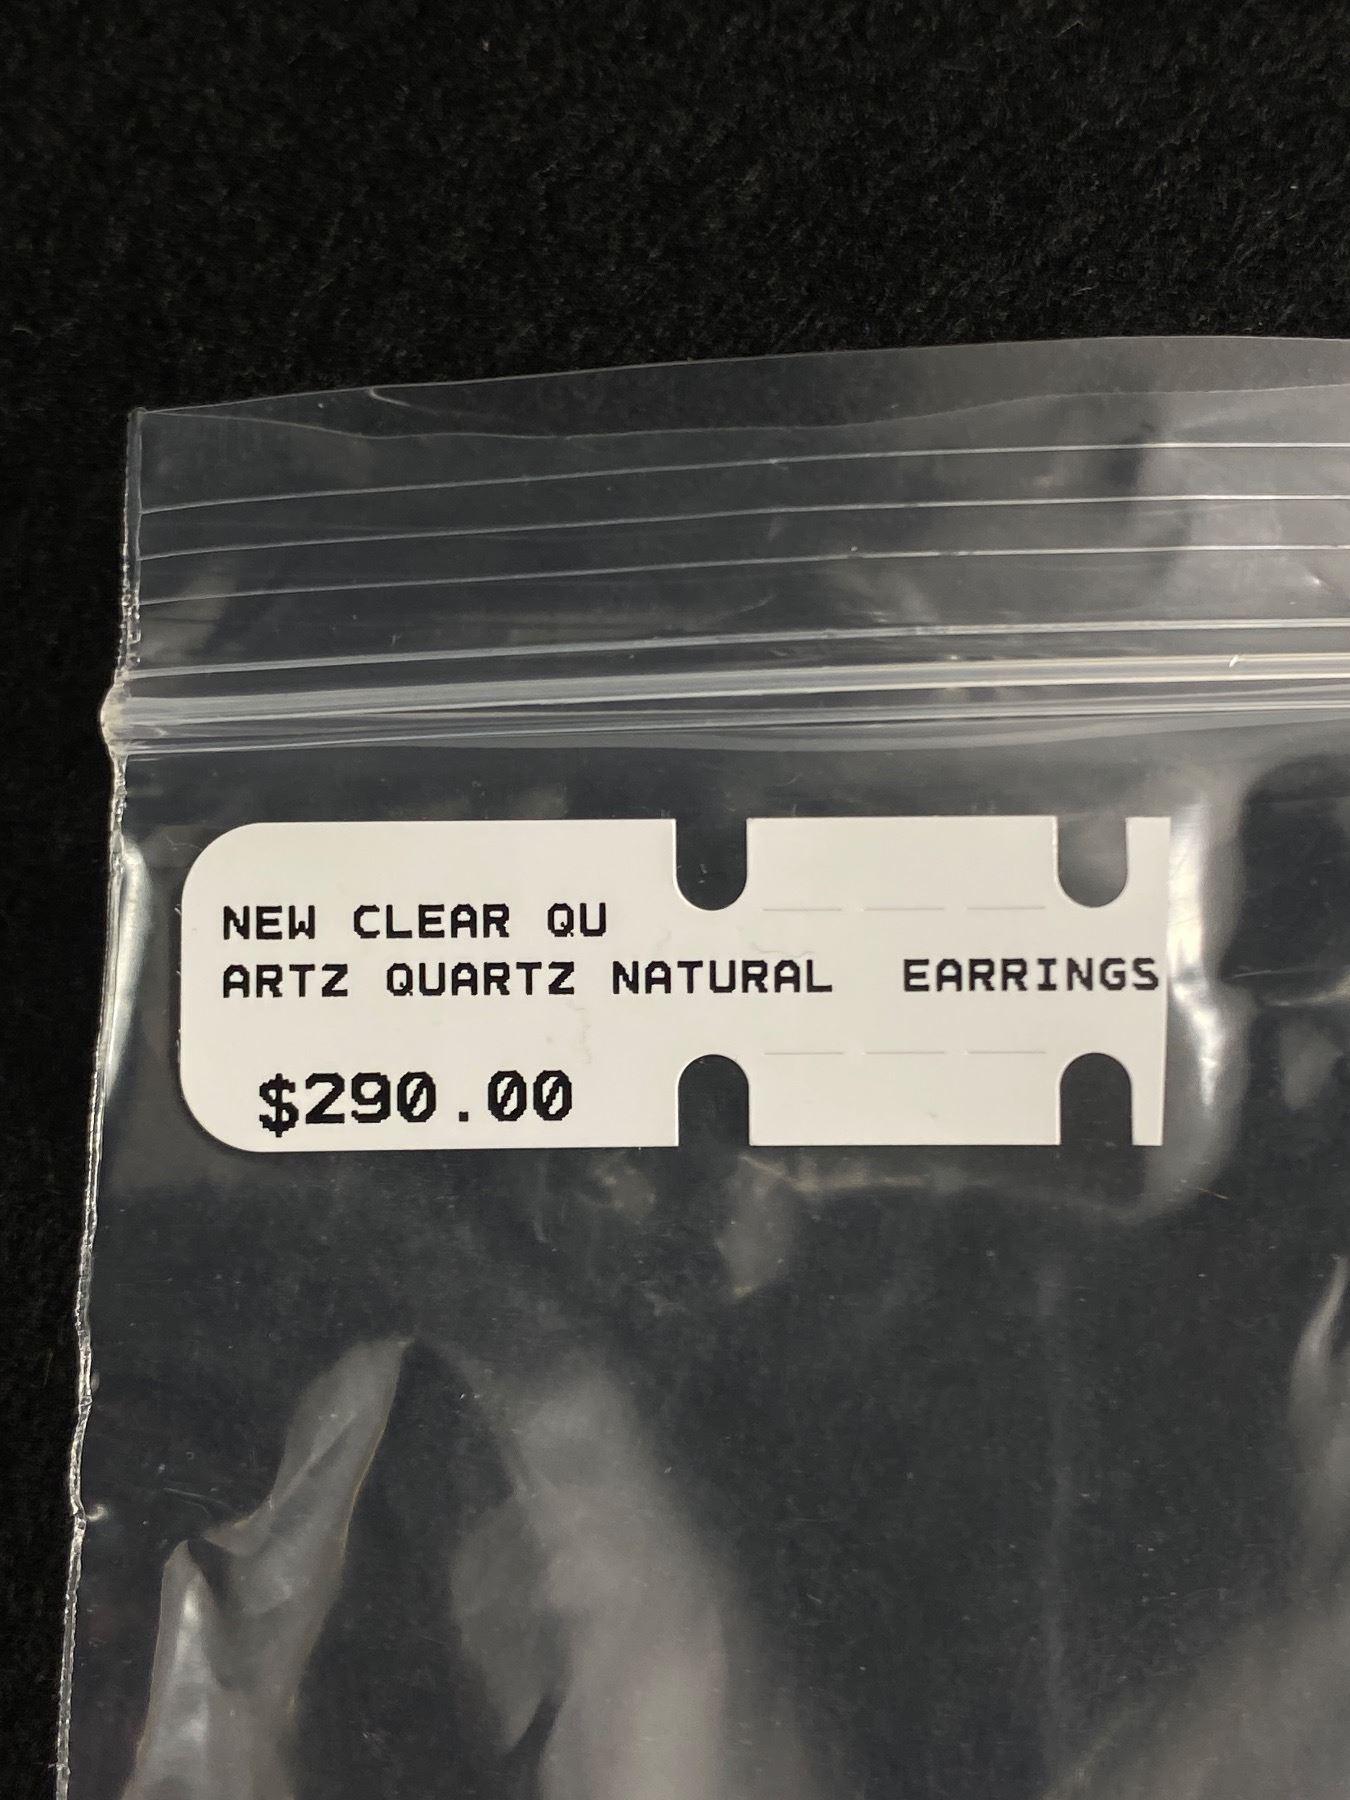 NEW CLEAR QU
ARTZ QUARTZ NATURAL EARRINGS
$290.00